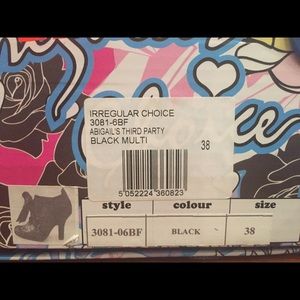 IRREGULAR CHOICE
3081-6BF
ABIGAIL'S THIRD PARTY
BLACK MULTI 38
5 052224 360823
style colour size
3081-06BF BLACK 38